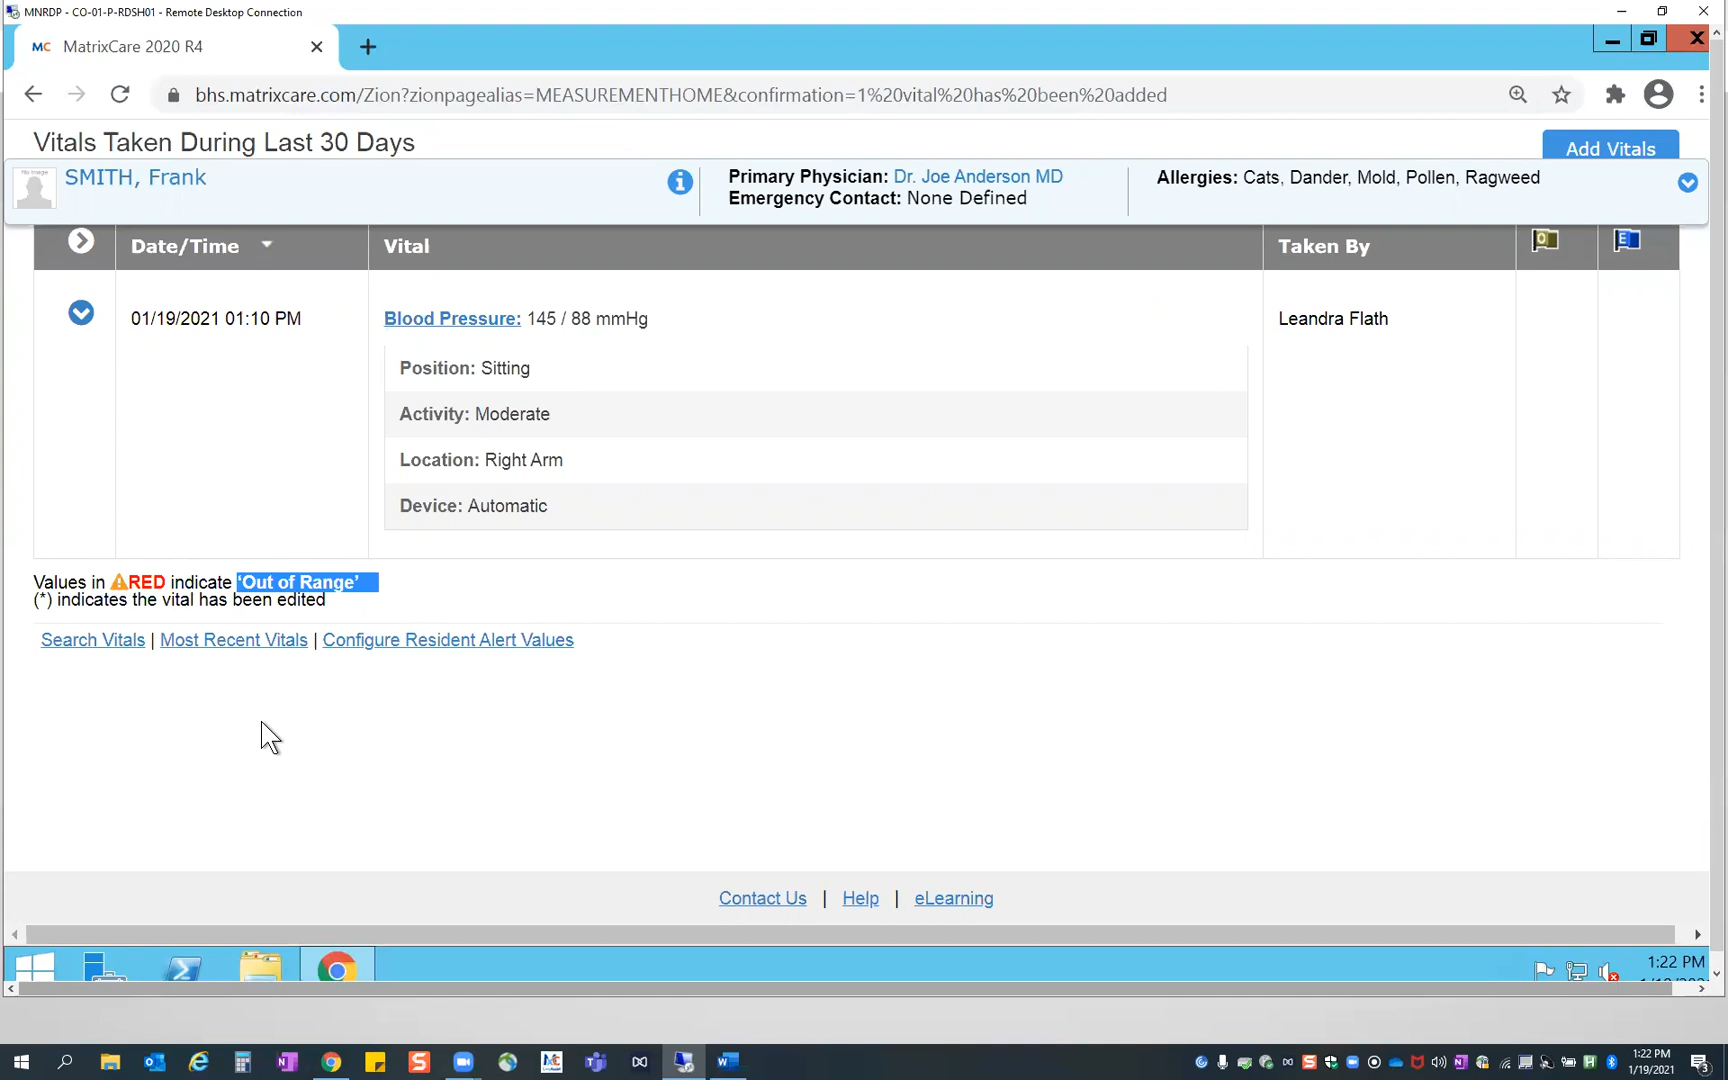 MNRDP - CO-01-P-RDSH01 - Remote Desktop Connection
MC MatrixCare 2020 R4
bhs.matrixcare.com/Zion?zionpagealias=MEASUREMENTHOME&confirmation=1%20vital%20has%20been%20added
Vitals Taken During Last 30 Days
Add Vitals
SMITH, Frank
Primary Physician: Dr. Joe Anderson MD
Emergency Contact: None Defined
Allergies: Cats, Dander, Mold, Pollen, Ragweed
Date/Time Vital Taken By O E
01/19/2021 01:10 PM Blood Pressure: 145 / 88 mmHg Leandra Flath
Position: Sitting
Activity: Moderate
Location: Right Arm
Device: Automatic
Values in RED indicate ‘Out of Range’
(*) indicates the vital has been edited
Search Vitals | Most Recent Vitals | Configure Resident Alert Values
Contact Us | Help | eLearning
1:22 PM
1:22 PM
1/19/2021